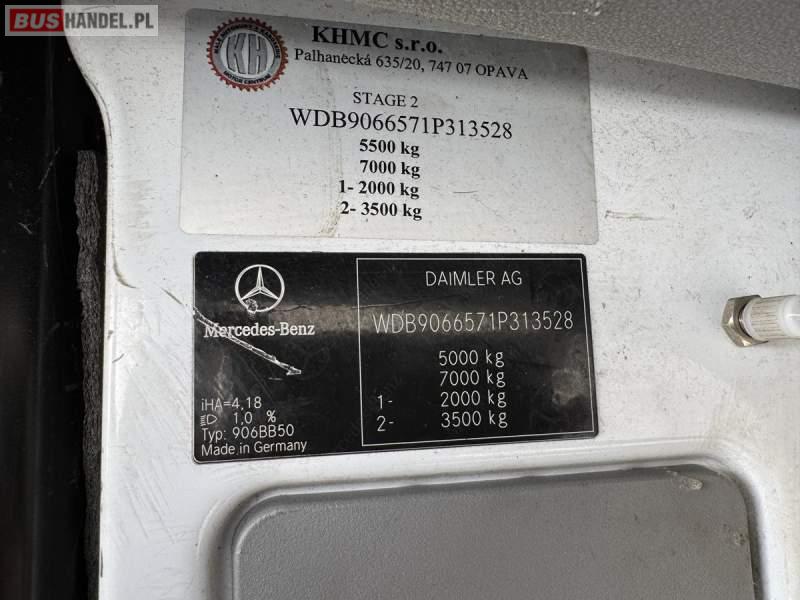 BUSHANDEL.PL
KH
KHMC s.r.o.
Palhanecká 635/20, 747 07 OPAVA
STAGE 2
WDB9066571P313528
5500 kg
7000 kg
1- 2000 kg
2- 3500 kg
Mercedes-Benz
iHA=4,18
1,0 %
Typ: 906BB50
Made in Germany
DAIMLER AG
WDB9066571P313528
5000 kg
7000 kg
1- 2000 kg
2- 3500 kg